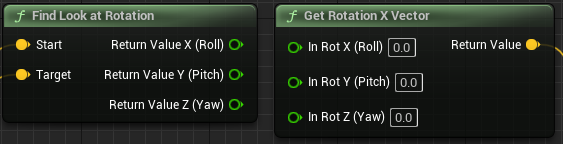 Find Look at Rotation
Start
Return Value X (Roll)
Target
Return Value Y (Pitch)
Return Value Z (Yaw)
Get Rotation X Vector
In Rot X (Roll) 0.0
Return Value
In Rot Y (Pitch) 0.0
In Rot Z (Yaw) 0.0